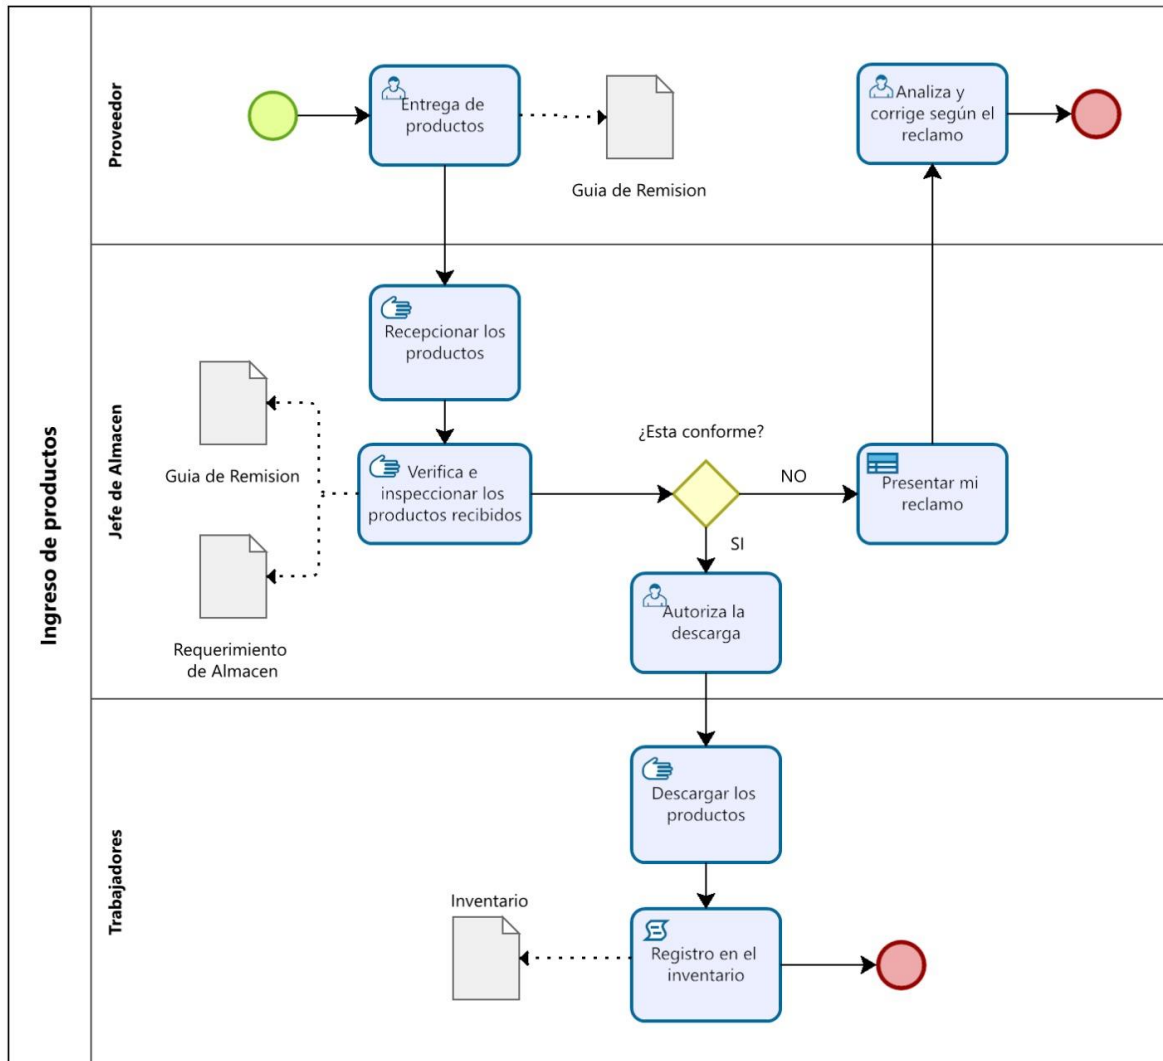 Ingreso de productos
Proveedor
Entrega de
productos
Guia de Remision
Analiza y
corrige según el
reclamo
Jefe de Almacen
Recepcionar los
productos
Guia de Remision
Verifica e
inspeccionar los
productos recibidos
¿Esta conforme?
NO
Presentar mi
reclamo
SI
Requerimiento
de Almacen
Autoriza la
descarga
Trabajadores
Descargar los
productos
Inventario
Registro en el
inventario